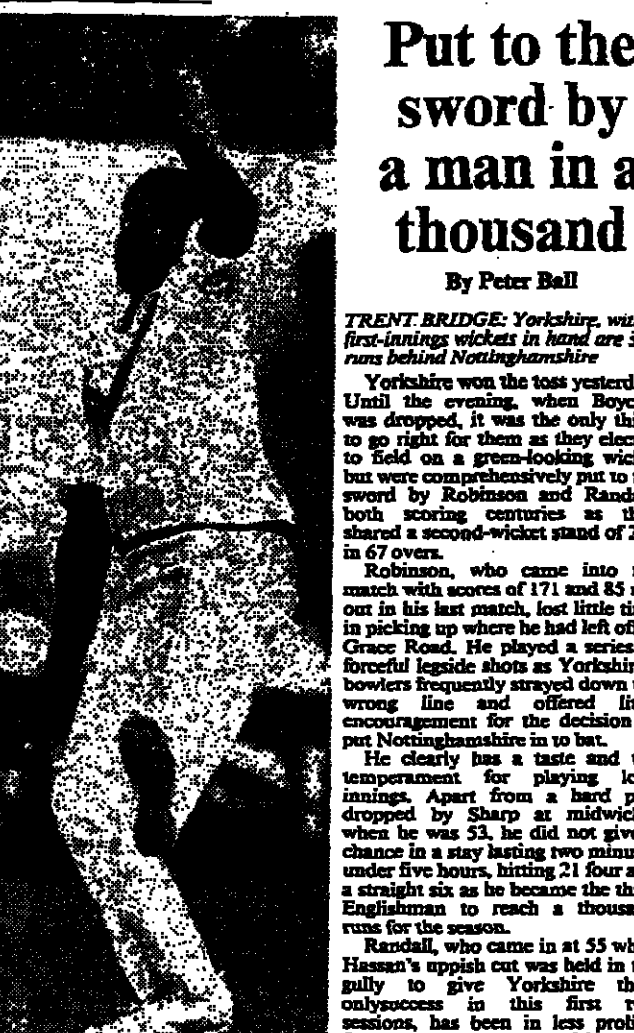 Put to the
sword by
a man in a
thousand
By Peter Ball
TRENT BRIDGE: Yorkshire, wit
first-innings wickets in hand are
runs behind Nottinghamshire
Yorkshire won the toss yesterd
Until the evening, when Boyc
was dropped, it was the only thi
to go right for them as they elec
to field on a green-looking wick
but were comprehensively put to
sword by Robinson and Randa
both scoring centuries as th
shared a second-wicket stand of 2
in 67 overs.
Robinson, who came into
match with scores of 171 and 85
out in his last match, lost little ti
in picking up where he had left off
Grace Road. He played a series
forceful legside shots as Yorkshir
bowlers frequently strayed down
wrong line and offered lit
encouragement for the decision
put Nottinghamshire in to bat.
He clearly has a taste and
temperament for playing lo
innings. Apart from a hard p
dropped by Sharp at midwick
when he was 53, he did not give
chance in a stay lasting two minu
under five hours, hitting 21 four a
a straight six as he became the thi
Englishman to reach a thousa
runs for the season.
Randall, who came in at 55 wh
Hassan's uppish cut was held in t
gully to give Yorkshire th
onlysuccess in this first t
sessions, has been in less proli